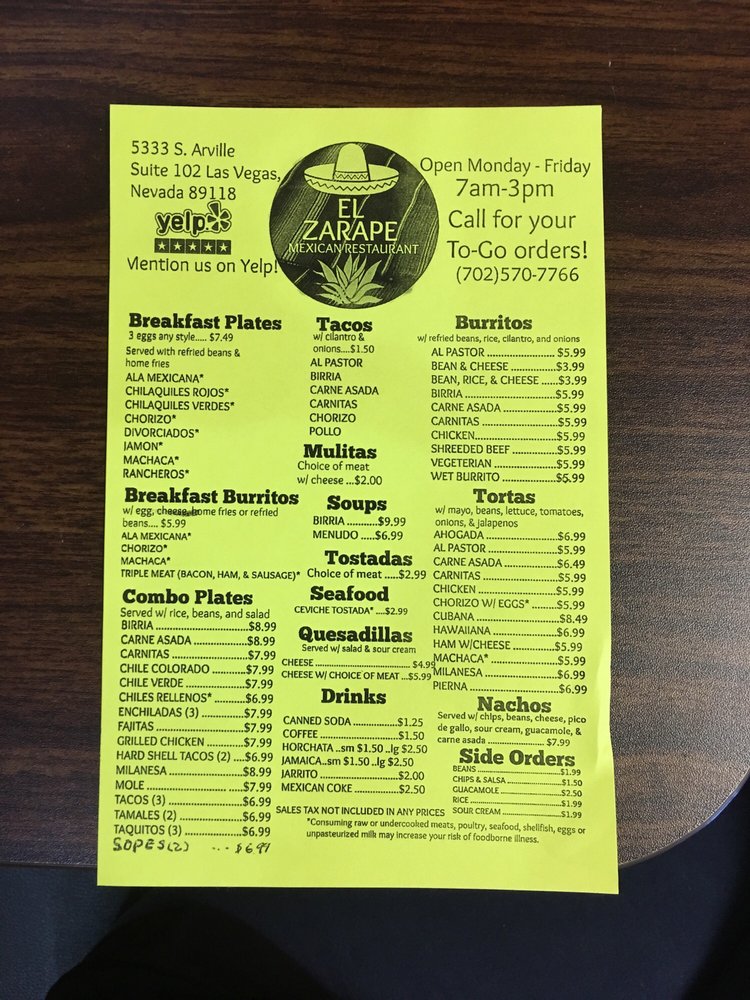 5333 S. Arville
Suite 102 Las Vegas,
Nevada 89118
yelp
Mention us on Yelp!
EL
ZARAPE
MEXICAN RESTAURANT
Open Monday - Friday
7am-3pm
Call for your
To-Go orders!
(702)570-7766
Breakfast Plates
3 eggs any style..... $7.49
Served with refried beans &
home fries
ALA MEXICANA*
CHILAQUILES ROJOS*
CHILAQUILES VERDES*
CHORIZO*
DIVORCIADOS*
JAMON*
MACHACA*
RANCHEROS*
Breakfast Burritos
w/ egg, cheese, home fries or refried
beans.... $5.99
ALA MEXICANA*
CHORIZO*
MACHACA*
TRIPLE MEAT (BACON, HAM, & SAUSAGE)*
Combo Plates
Served w/ rice, beans, and salad
BIRRIA ...............................$8.99
CARNE ASADA ....................$8.99
CARNITAS ..........................$7.99
CHILE COLORADO ..............$7.99
CHILE VERDE .....................$7.99
CHILES RELLENOS* .............$6.99
ENCHILADAS (3) .................$7.99
FAJITAS ..............................$7.99
GRILLED CHICKEN ..............$7.99
HARD SHELL TACOS (2) ....$6.99
MILANESA .........................$8.99
MOLE .................................$7.99
TACOS (3) ..........................$6.99
TAMALES (2) ......................$6.99
TAQUITOS (3) .....................$6.99
SOPES (2) ... $6.99
Tacos
w/ cilantro &
onions....$1.50
AL PASTOR
BIRRIA
CARNE ASADA
CARNITAS
CHORIZO
POLLO
Mulitas
Choice of meat
w/ cheese ...$2.00
Soups
BIRRIA ...........$9.99
MENUDO .....$6.99
Tostadas
Choice of meat ....$2.99
Seafood
CEVICHE TOSTADA* ....$2.99
Quesadillas
Served w/ salad & sour cream
CHEESE ................................ $4.99
CHEESE W/ CHOICE OF MEAT ...$5.99
Drinks
CANNED SODA ............$1.25
COFFEE ........................$1.50
HORCHATA ..sm $1.50 ..lg $2.50
JAMAICA..sm $1.50 ..lg $2.50
JARRITO ......................$2.00
MEXICAN COKE ............$2.50
Burritos
w/ refried beans, rice, cilantro, and onions
AL PASTOR .........................$5.99
BEAN & CHEESE ..................$3.99
BEAN, RICE, & CHEESE ......$3.99
BIRRIA ................................$5.99
CARNE ASADA ....................$5.99
CARNITAS ..........................$5.99
CHICKEN.............................$5.99
SHREEDED BEEF .................$5.99
VEGETERIAN ......................$5.99
WET BURRITO .....................$5.99
Tortas
w/ mayo, beans, lettuce, tomatoes,
onions, & jalapenos
AHOGADA ..........................$6.99
AL PASTOR .........................$5.99
CARNE ASADA ....................$6.49
CARNITAS ..........................$5.99
CHICKEN ............................$5.99
CHORIZO W/ EGGS* ...........$5.99
CUBANA .............................$8.49
HAWAIIANA ........................$6.99
HAM W/CHEESE .................$5.99
MACHACA* ........................$5.99
MILANESA .........................$6.99
PIERNA ..............................$6.99
Nachos
Served w/ chips, beans, cheese, pico
de gallo, sour cream, guacamole, &
carne asada ........................ $7.99
Side Orders
BEANS ...............................$1.99
CHIPS & SALSA ...................$1.50
GUACAMOLE ......................$2.50
RICE ..................................$1.99
SOUR CREAM .....................$1.99
SALES TAX NOT INCLUDED IN ANY PRICES
*Consuming raw or undercooked meats, poultry, seafood, shellfish, eggs or
unpasteurized milk may increase your risk of foodborne illness.